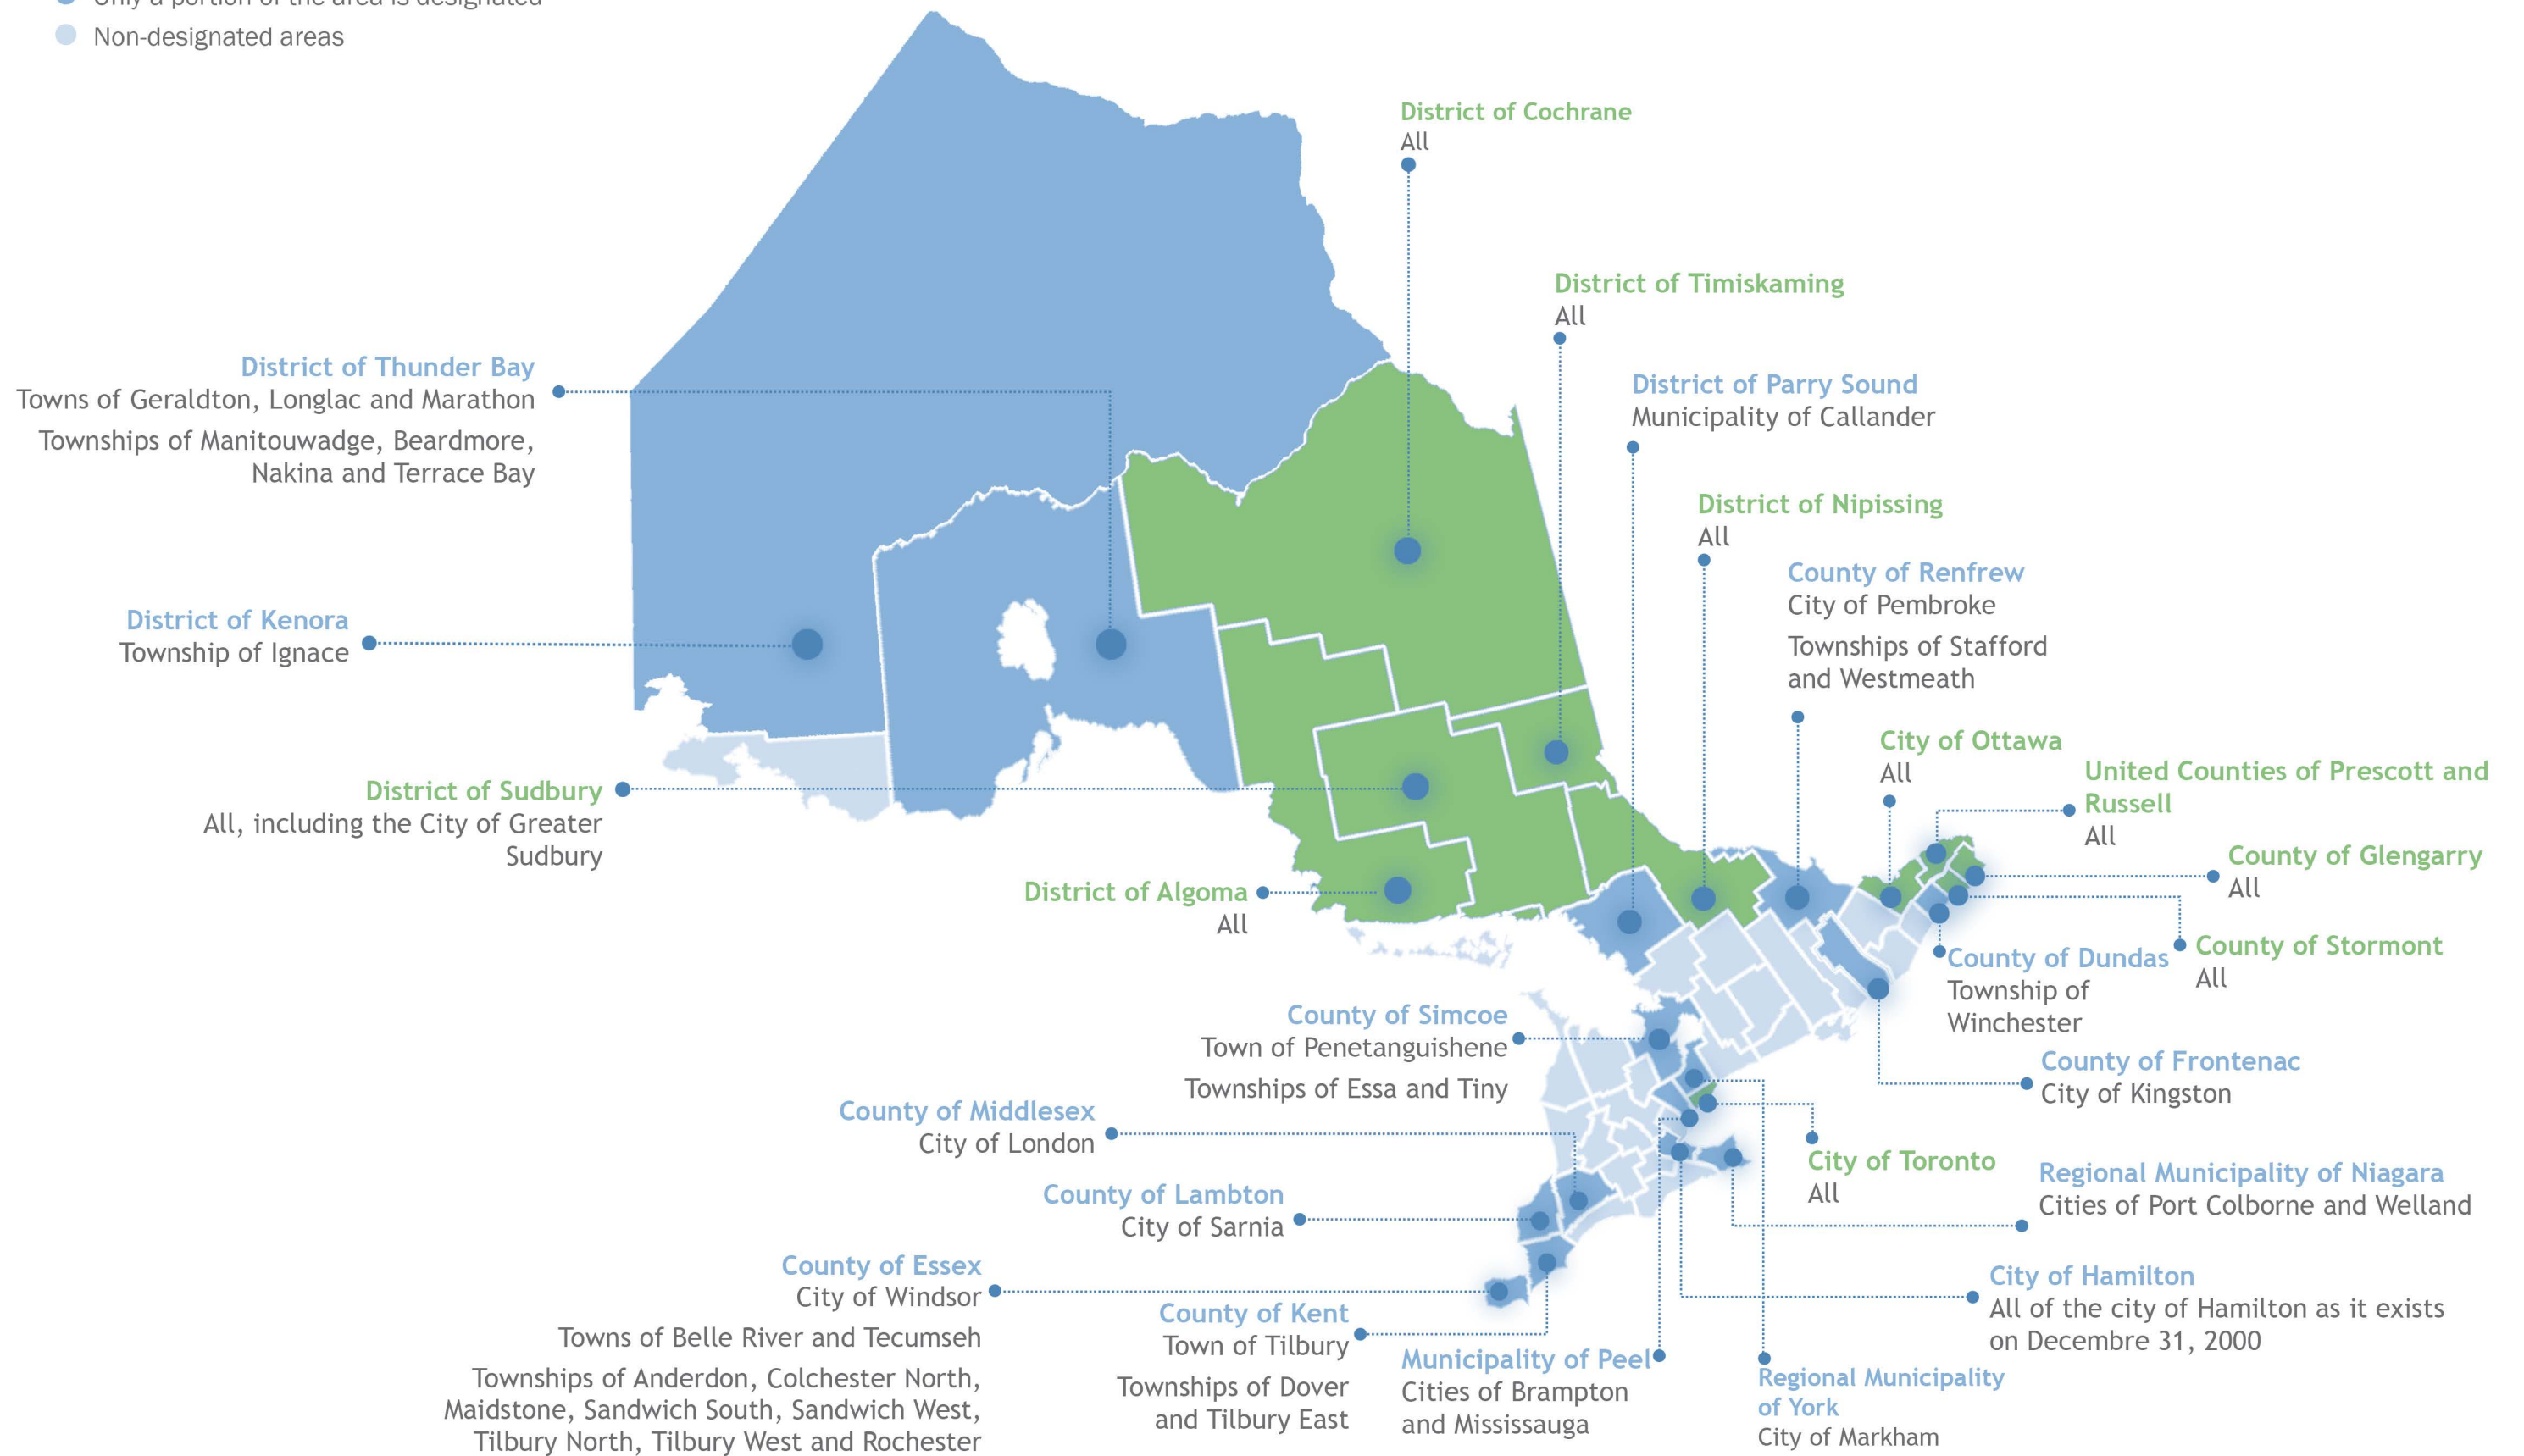 Only a portion of the area is designated
Non-designated areas
District of Cochrane
All
District of Timiskaming
All
District of Thunder Bay
Towns of Geraldton, Longlac and Marathon
Townships of Manitouwadge, Beardmore,
Nakina and Terrace Bay
District of Parry Sound
Municipality of Callander
District of Nipissing
All
County of Renfrew
City of Pembroke
Townships of Stafford
and Westmeath
District of Kenora
Township of Ignace
City of Ottawa
All
United Counties of Prescott and
Russell
All
District of Sudbury
All, including the City of Greater
Sudbury
County of Glengarry
All
District of Algoma
All
County of Stormont
All
County of Dundas
Township of
Winchester
County of Simcoe
Town of Penetanguishene
Townships of Essa and Tiny
County of Frontenac
City of Kingston
County of Middlesex
City of London
City of Toronto
All
Regional Municipality of Niagara
Cities of Port Colborne and Welland
County of Lambton
City of Sarnia
County of Essex
City of Windsor
Towns of Belle River and Tecumseh
Townships of Anderdon, Colchester North,
Maidstone, Sandwich South, Sandwich West,
Tilbury North, Tilbury West and Rochester
County of Kent
Town of Tilbury
Townships of Dover
and Tilbury East
Municipality of Peel
Cities of Brampton
and Mississauga
City of Hamilton
All of the city of Hamilton as it exists
on Decembre 31, 2000
Regional Municipality
of York
City of Markham